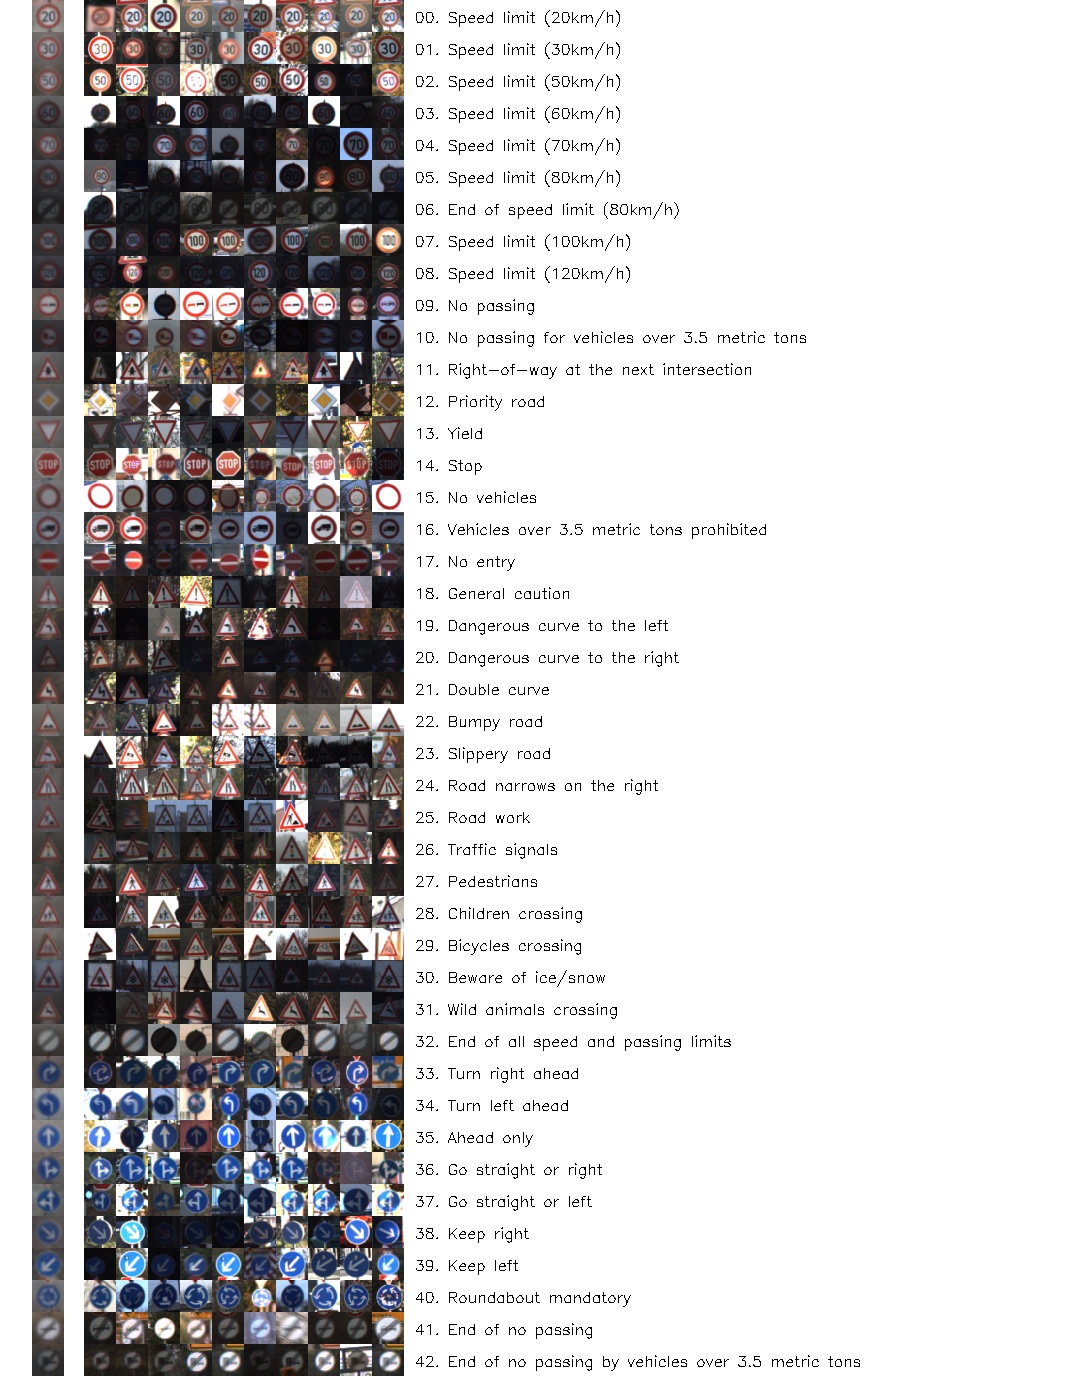 00. Speed limit (20km/h)
01. Speed limit (30km/h)
02. Speed limit (50km/h)
03. Speed limit (60km/h)
04. Speed limit (70km/h)
05. Speed limit (80km/h)
06. End of speed limit (80km/h)
07. Speed limit (100km/h)
08. Speed limit (120km/h)
09. No passing
10. No passing for vehicles over 3.5 metric tons
11. Right-of-way at the next intersection
12. Priority road
13. Yield
14. Stop
15. No vehicles
16. Vehicles over 3.5 metric tons prohibited
17. No entry
18. General caution
19. Dangerous curve to the left
20. Dangerous curve to the right
21. Double curve
22. Bumpy road
23. Slippery road
24. Road narrows on the right
25. Road work
26. Traffic signals
27. Pedestrians
28. Children crossing
29. Bicycles crossing
30. Beware of ice/snow
31. Wild animals crossing
32. End of all speed and passing limits
33. Turn right ahead
34. Turn left ahead
35. Ahead only
36. Go straight or right
37. Go straight or left
38. Keep right
39. Keep left
40. Roundabout mandatory
41. End of no passing
42. End of no passing by vehicles over 3.5 metric tons